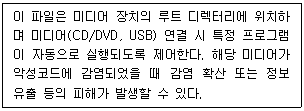 이 파일은 미디어 장치의 루트 디렉터리에 위치하
며 미디어(CD/DVD, USB) 연결 시 특정 프로그램
이 자동으로 실행되도록 제어한다. 해당 미디어가
악성코드에 감염되었을 때 감염 확산 또는 정보
유출 등의 피해가 발생할 수 있다.